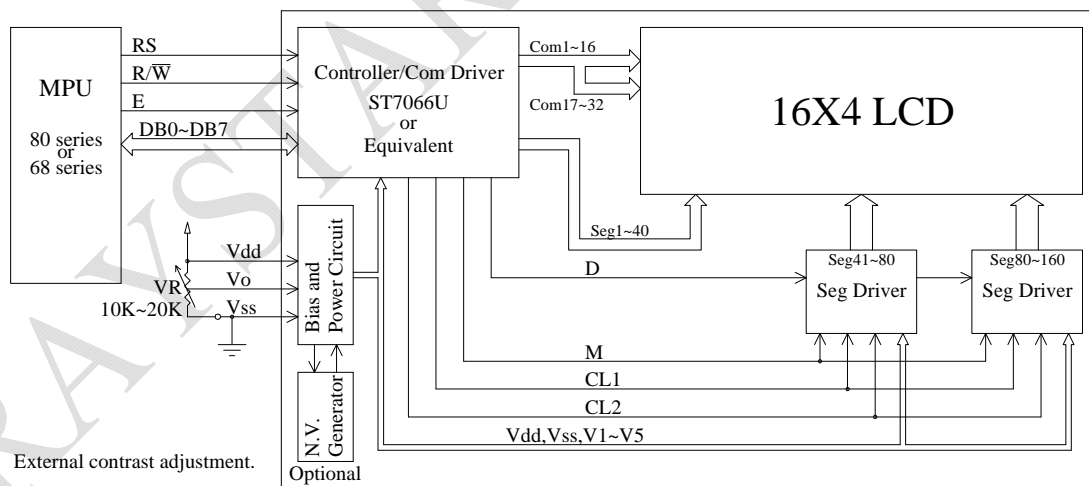 MPU
80 series
or
68 series
RS
R/W̅
E
DB0~DB7
Controller/Com Driver
ST7066U
or
Equivalent
Com1~16
Com17~32
16X4 LCD
Seg1~40
D
Seg41~80
Seg Driver
Seg80~160
Seg Driver
Vdd
Vo
Vss
VR
10K~20K
Bias and
Power Circuit
M
CL1
CL2
Vdd,Vss,V1~V5
N.V.
Generator
Optional
External contrast adjustment.
RAYSTAR